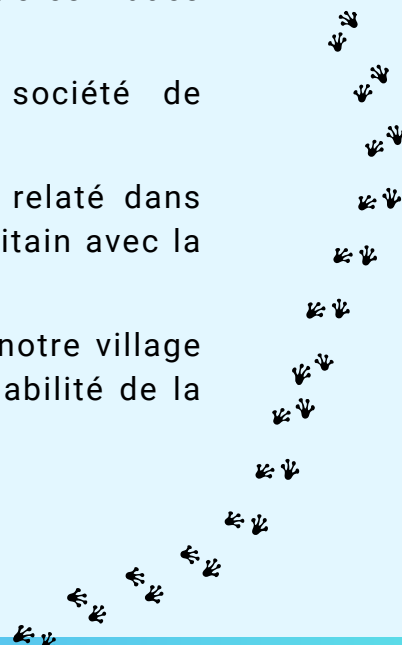 société de
relaté dans
itain avec la
notre village
abilité de la